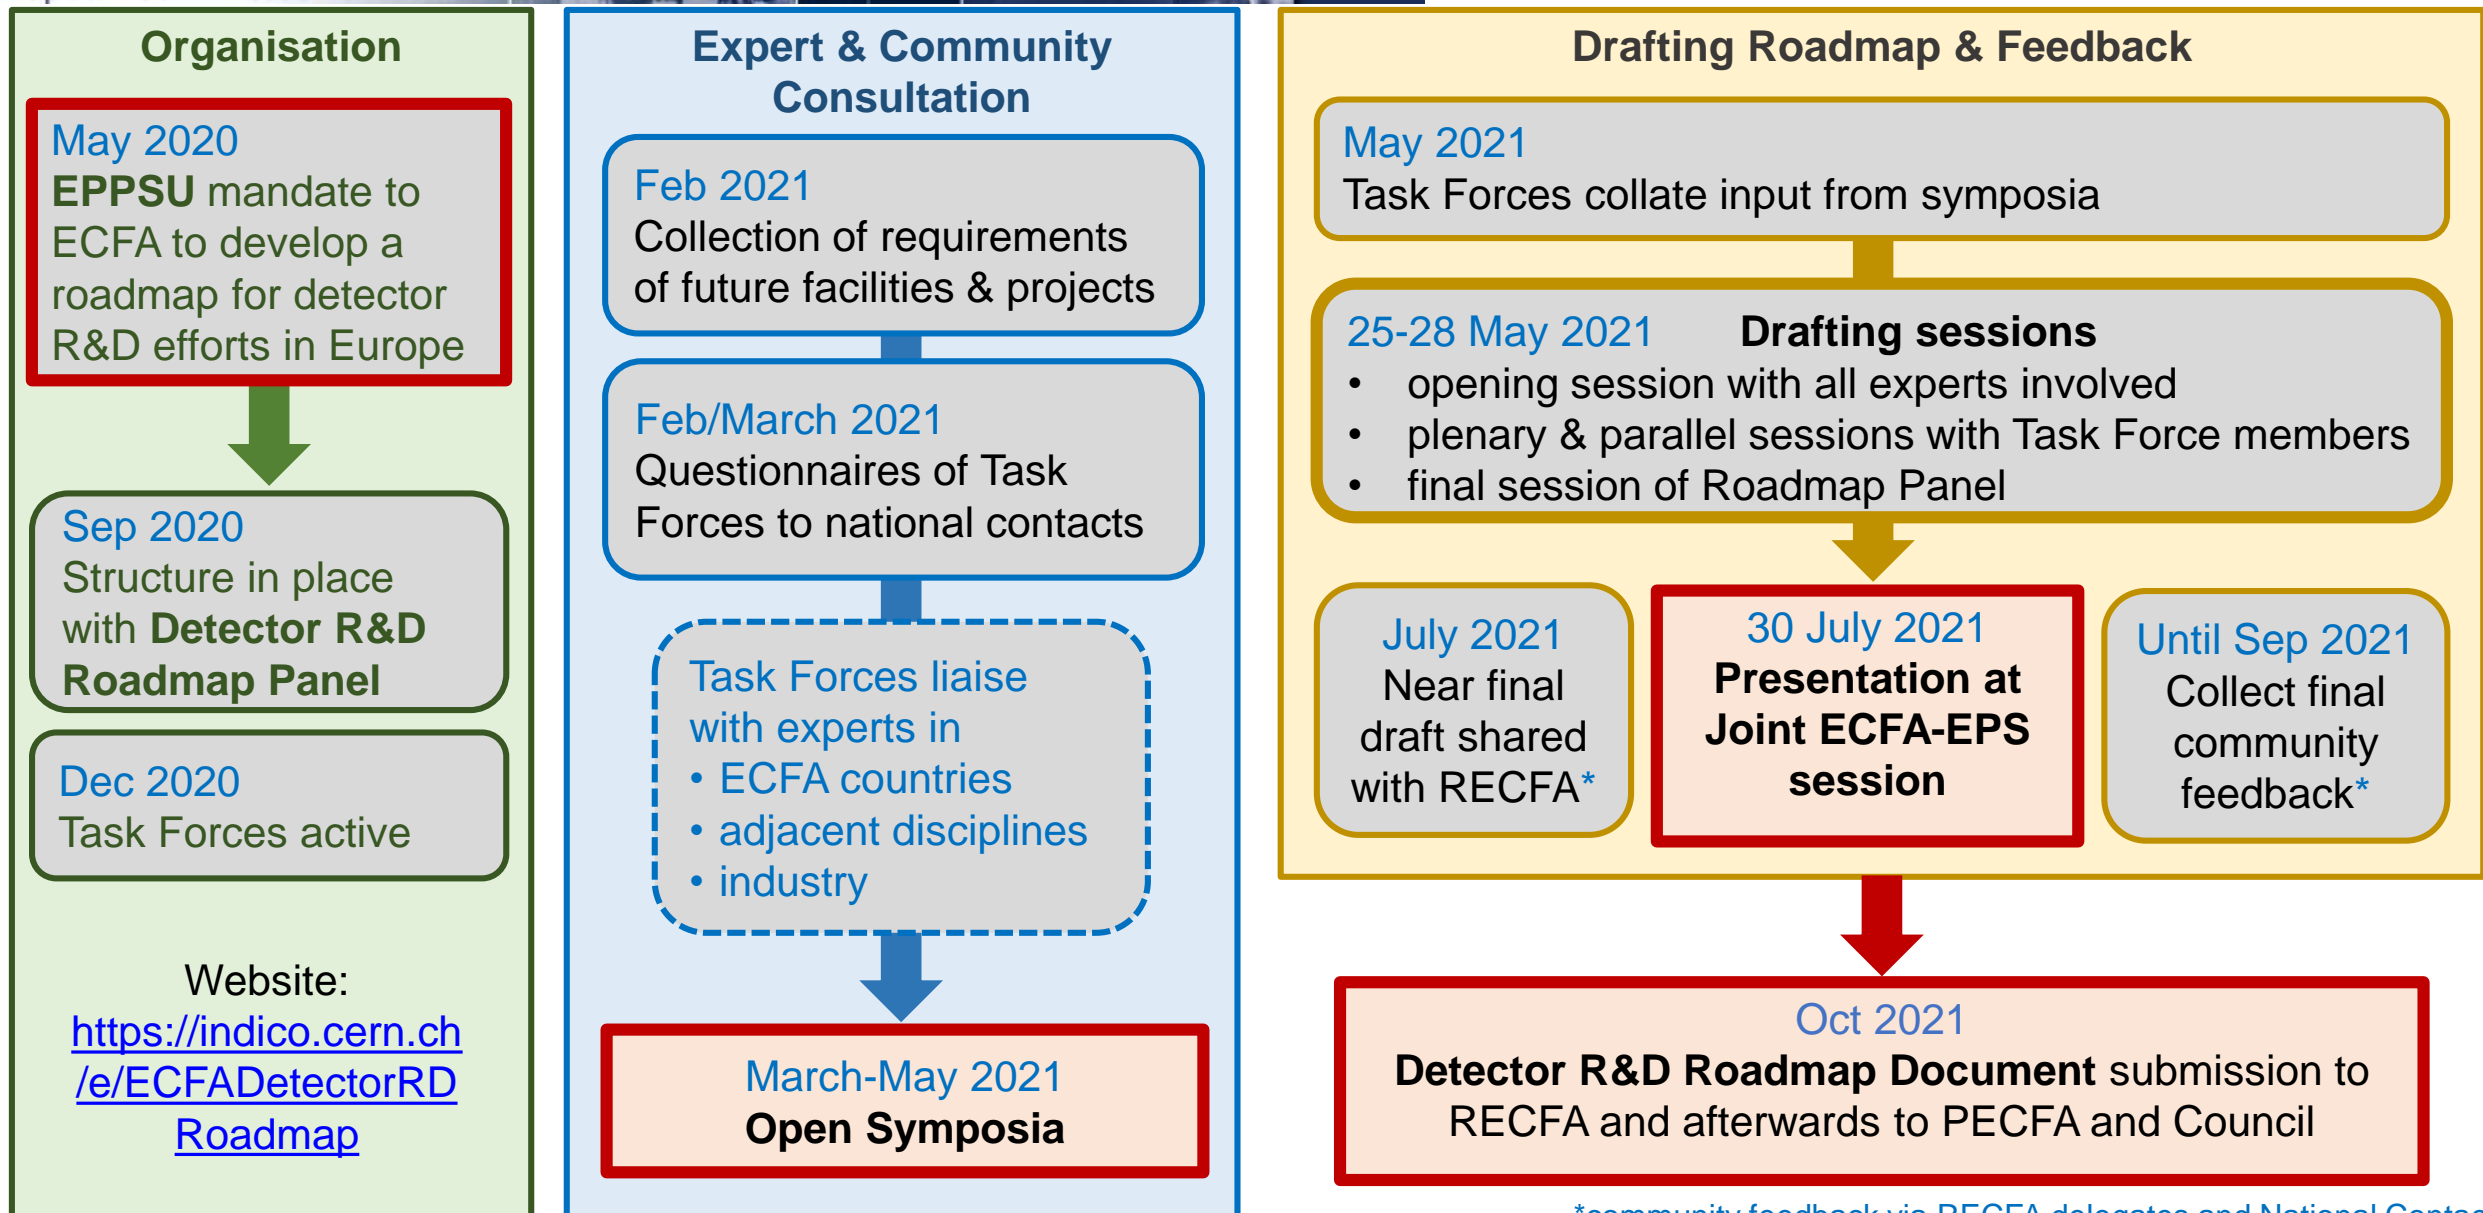 Organisation
May 2020
EPPSU mandate to
ECFA to develop a
roadmap for detector
R&D efforts in Europe
Sep 2020
Structure in place
with Detector R&D
Roadmap Panel
Dec 2020
Task Forces active
Website:
https://indico.cern.ch
/e/ECFADetectorRD
Roadmap
Expert & Community
Consultation
Feb 2021
Collection of requirements
of future facilities & projects
Feb/March 2021
Questionnaires of Task
Forces to national contacts
Task Forces liaise
with experts in
• ECFA countries
• adjacent disciplines
• industry
March-May 2021
Open Symposia
Drafting Roadmap & Feedback
May 2021
Task Forces collate input from symposia
25-28 May 2021 Drafting sessions
• opening session with all experts involved
• plenary & parallel sessions with Task Force members
• final session of Roadmap Panel
July 2021
Near final
draft shared
with RECFA*
30 July 2021
Presentation at
Joint ECFA-EPS
session
Until Sep 2021
Collect final
community
feedback*
Oct 2021
Detector R&D Roadmap Document submission to
RECFA and afterwards to PECFA and Council
*community feedback via RECFA delegates and National